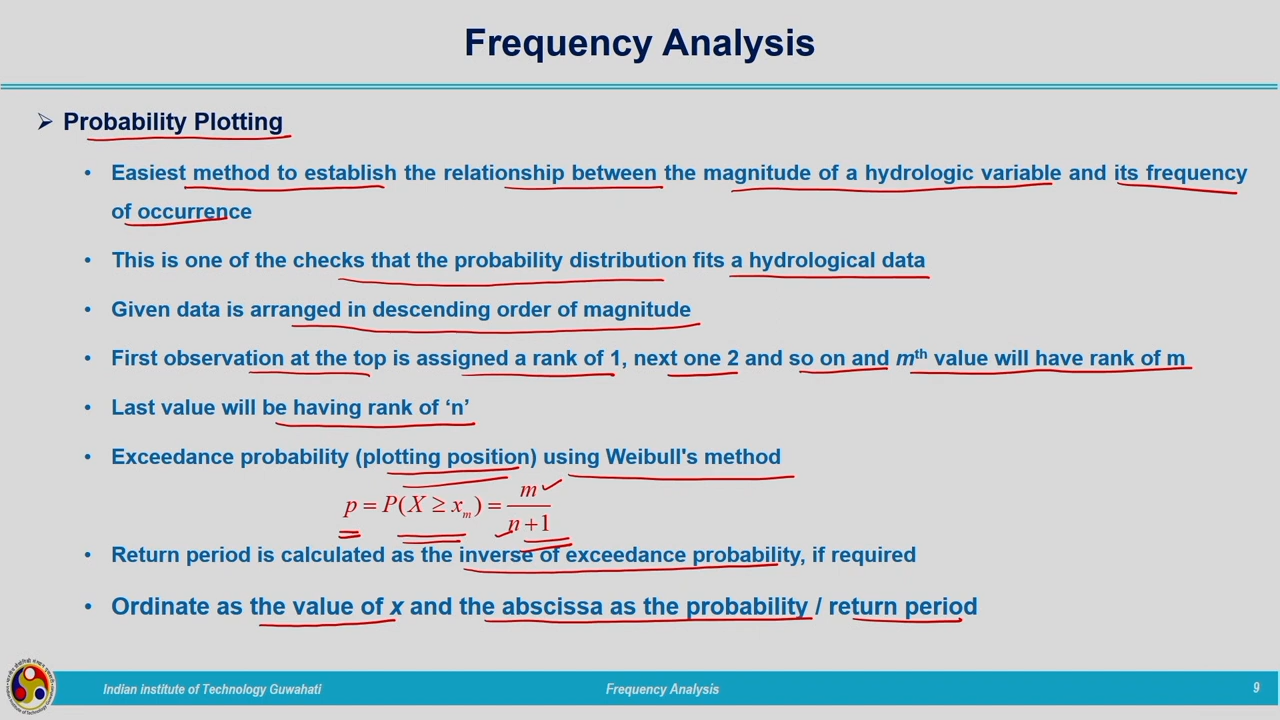 Frequency Analysis
➢ Probability Plotting
• Easiest method to establish the relationship between the magnitude of a hydrologic variable and its frequency
of occurrence
• This is one of the checks that the probability distribution fits a hydrological data
• Given data is arranged in descending order of magnitude
• First observation at the top is assigned a rank of 1, next one 2 and so on and mth value will have rank of m
• Last value will be having rank of ‘n’
• Exceedance probability (plotting position) using Weibull's method
p = P(X ≥ xm) = m / n + 1
• Return period is calculated as the inverse of exceedance probability, if required
• Ordinate as the value of x and the abscissa as the probability / return period
Indian institute of Technology Guwahati Frequency Analysis 9